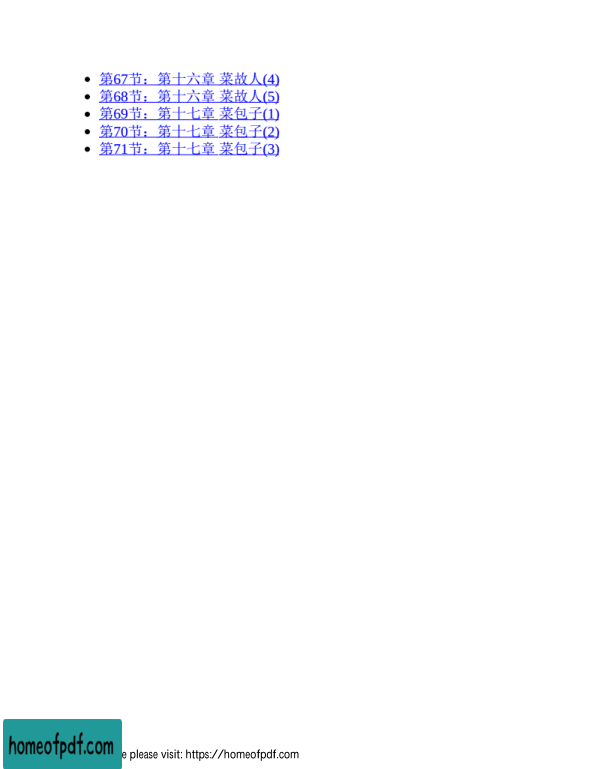 第67节：第十六章 菜故人(4)
第68节：第十六章 菜故人(5)
第69节：第十七章 菜包子(1)
第70节：第十七章 菜包子(2)
第71节：第十七章 菜包子(3)
homeofpdf.com
e please visit: https://homeofpdf.com